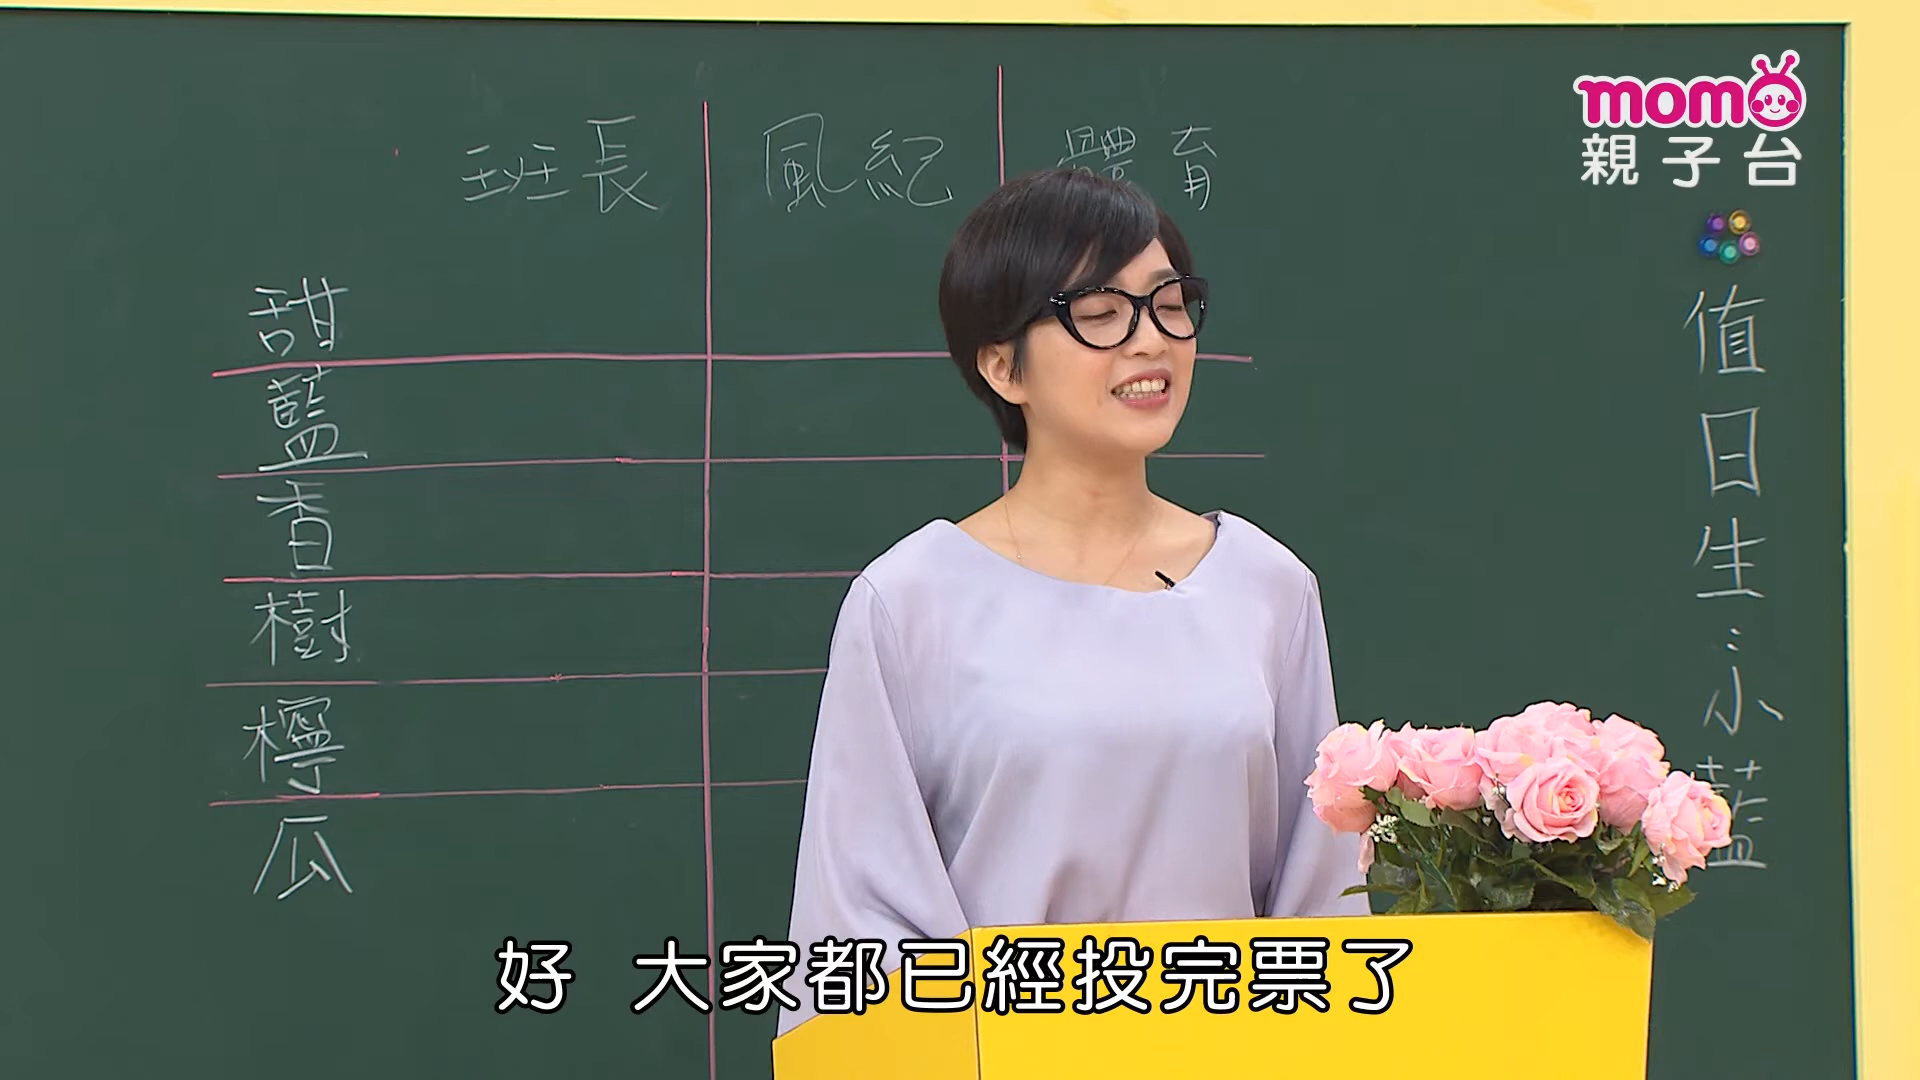 momo
親子台
班長 風紀 體育
甜
藍
香
樹
檸
瓜
值日生：小藍
好 大家都已經投完票了